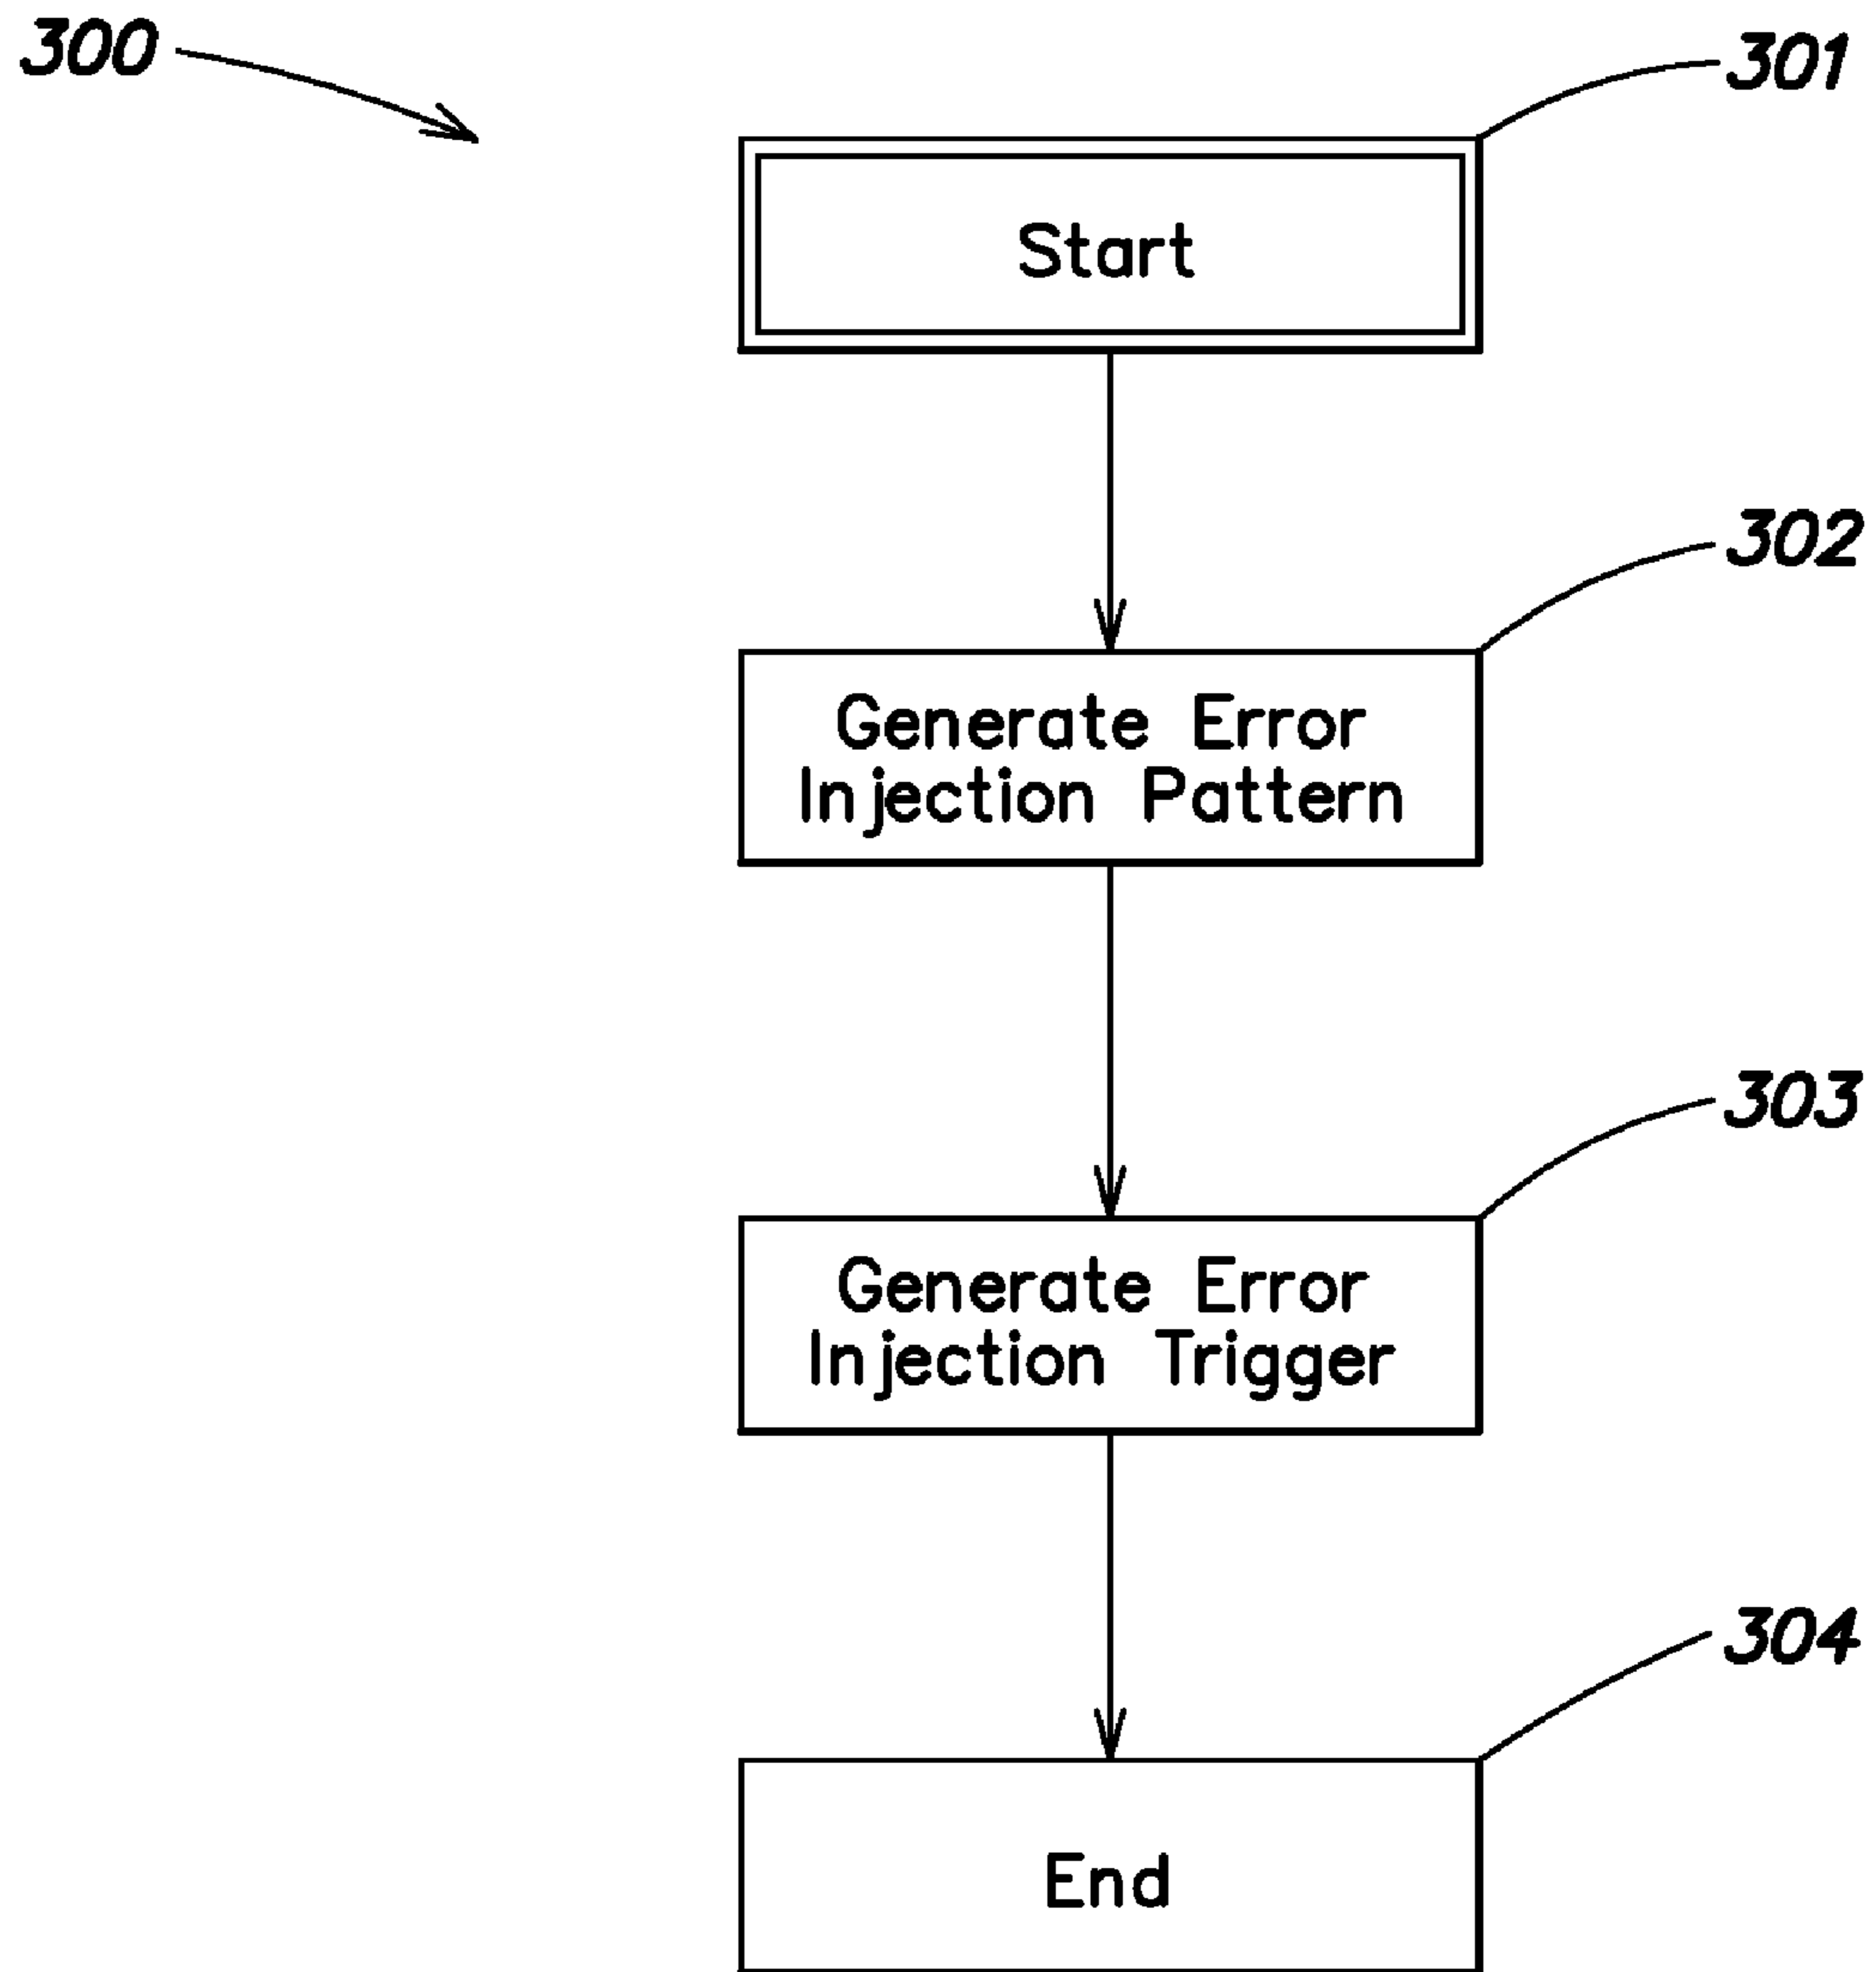 300
301
Start
302
Generate Error
Injection Pattern
303
Generate Error
Injection Trigger
304
End